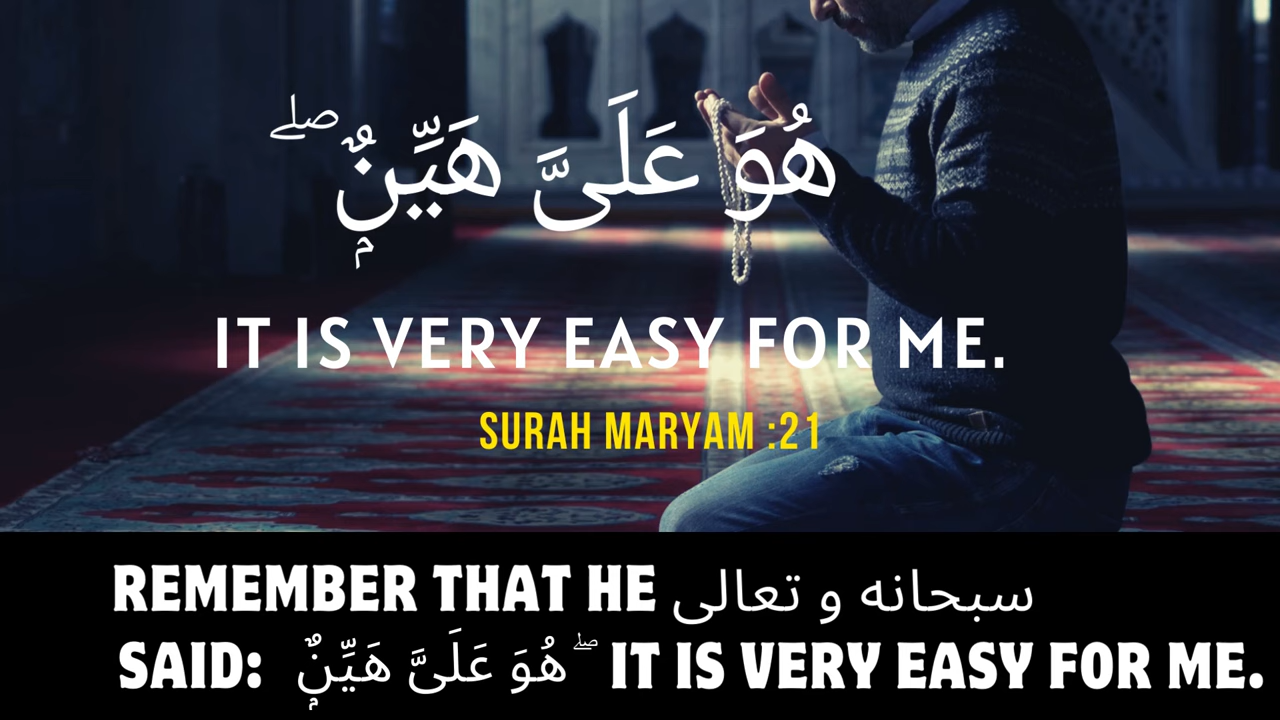 هُوَ عَلَىَّ هَيِّنٌۭ ۖ
IT IS VERY EASY FOR ME.
SURAH MARYAM :21
REMEMBER THAT HE سبحانه و تعالى
SAID: هُوَ عَلَىَّ هَيِّنٌۭ ۖ IT IS VERY EASY FOR ME.